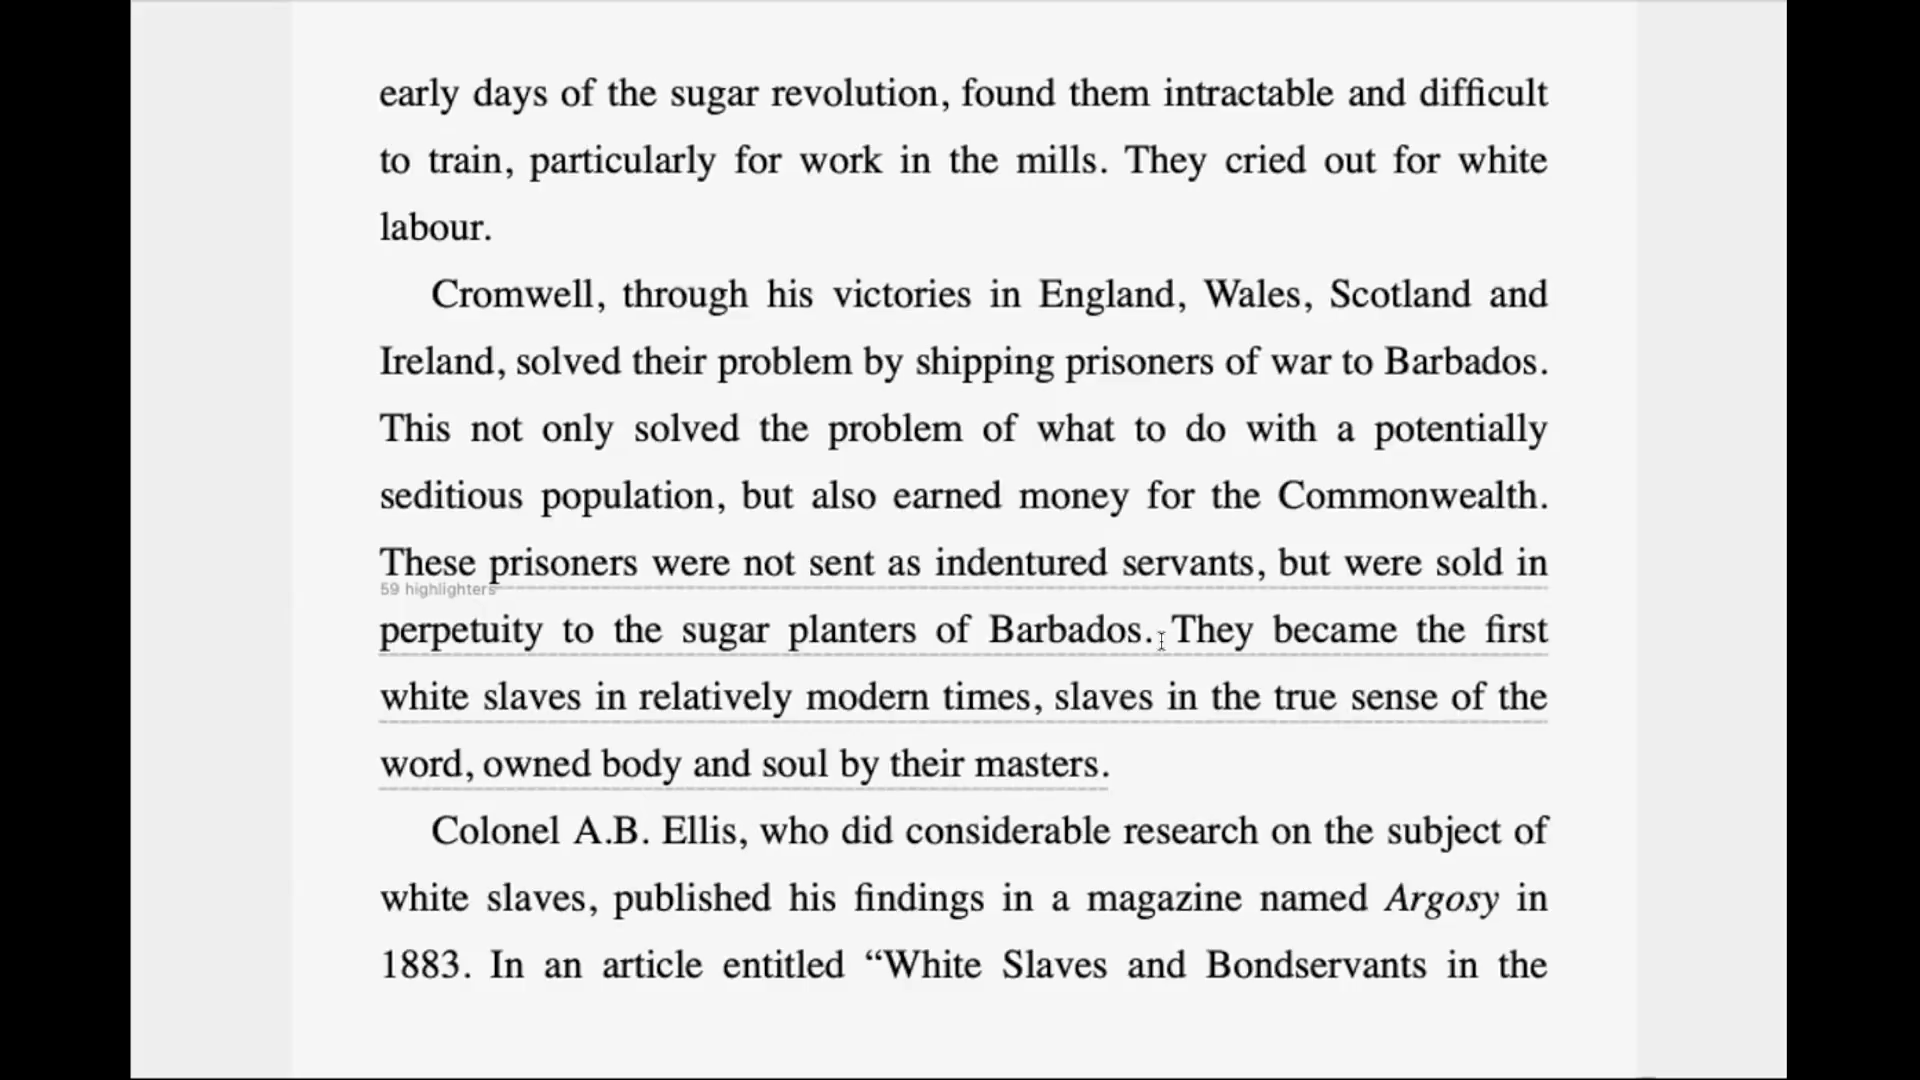 early days of the sugar revolution, found them intractable and difficult
to train, particularly for work in the mills. They cried out for white
labour.
Cromwell, through his victories in England, Wales, Scotland and
Ireland, solved their problem by shipping prisoners of war to Barbados.
This not only solved the problem of what to do with a potentially
seditious population, but also earned money for the Commonwealth.
These prisoners were not sent as indentured servants, but were sold in
59 highlighters
perpetuity to the sugar planters of Barbados. They became the first
white slaves in relatively modern times, slaves in the true sense of the
word, owned body and soul by their masters.
Colonel A.B. Ellis, who did considerable research on the subject of
white slaves, published his findings in a magazine named Argosy in
1883. In an article entitled “White Slaves and Bondservants in the